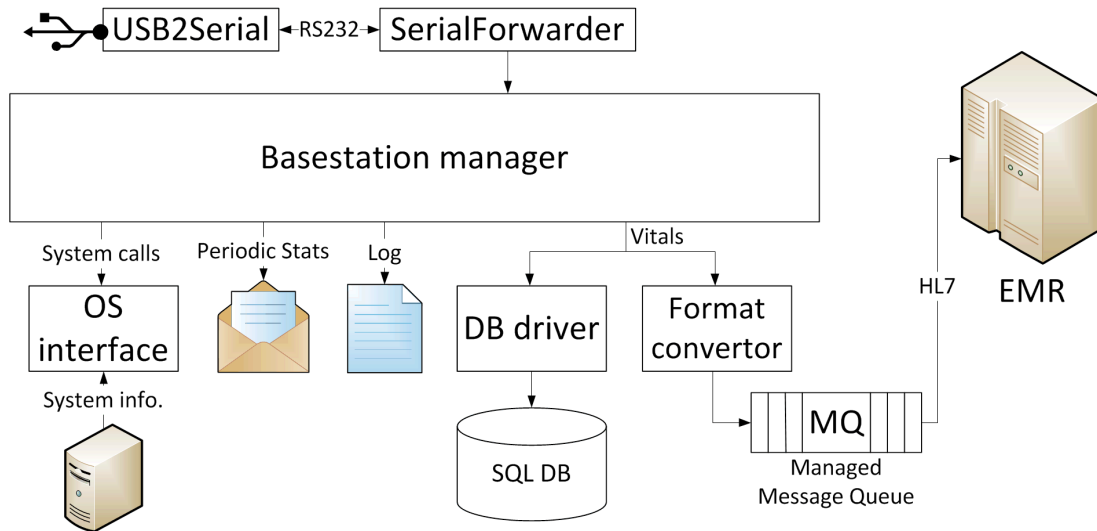 USB2Serial
RS232
SerialForwarder
Basestation manager
System calls
Periodic Stats
Log
Vitals
OS
interface
DB driver
Format
convertor
HL7
EMR
System info.
SQL DB
MQ
Managed
Message Queue